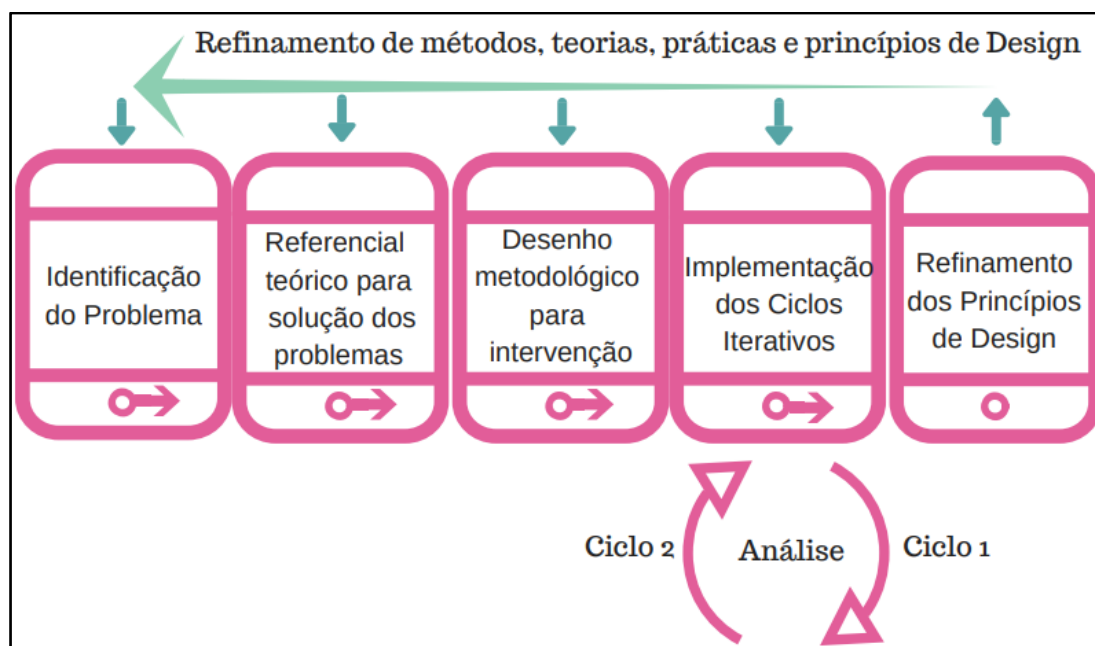 Refinamento de métodos, teorias, práticas e princípios de Design
Identificação
do Problema
Referencial
teórico para
solução dos
problemas
Desenho
metodológico
para
intervenção
Implementação
dos Ciclos
Iterativos
Refinamento
dos Princípios
de Design
Ciclo 2
Análise
Ciclo 1